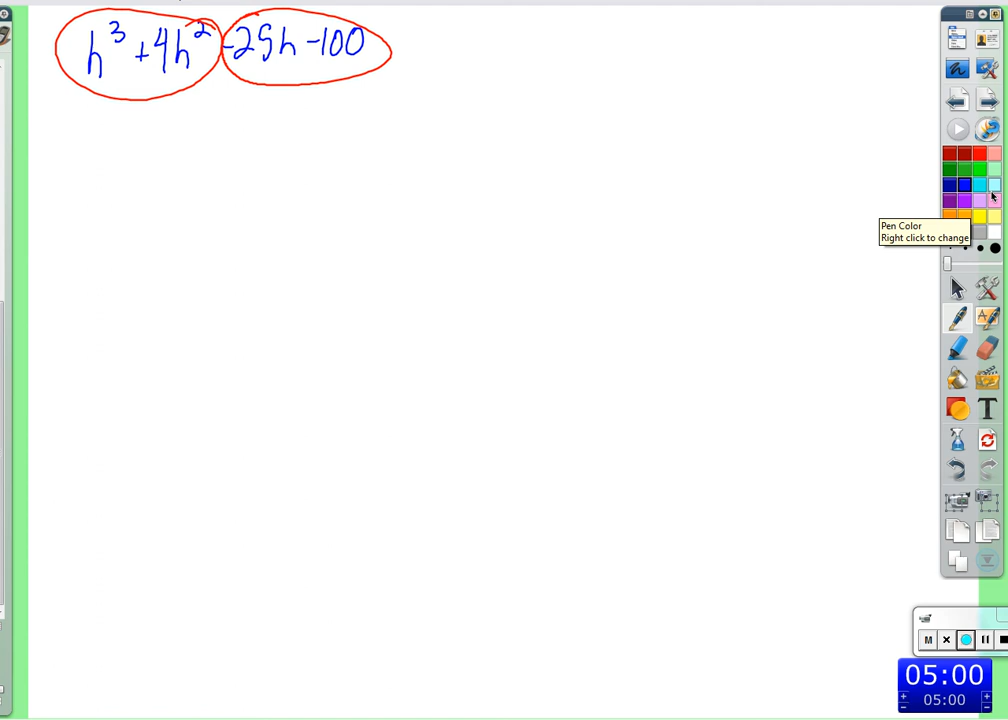 h³+4h²-25h-100
Pen Color
Right click to change
T
M
05:00
05:00